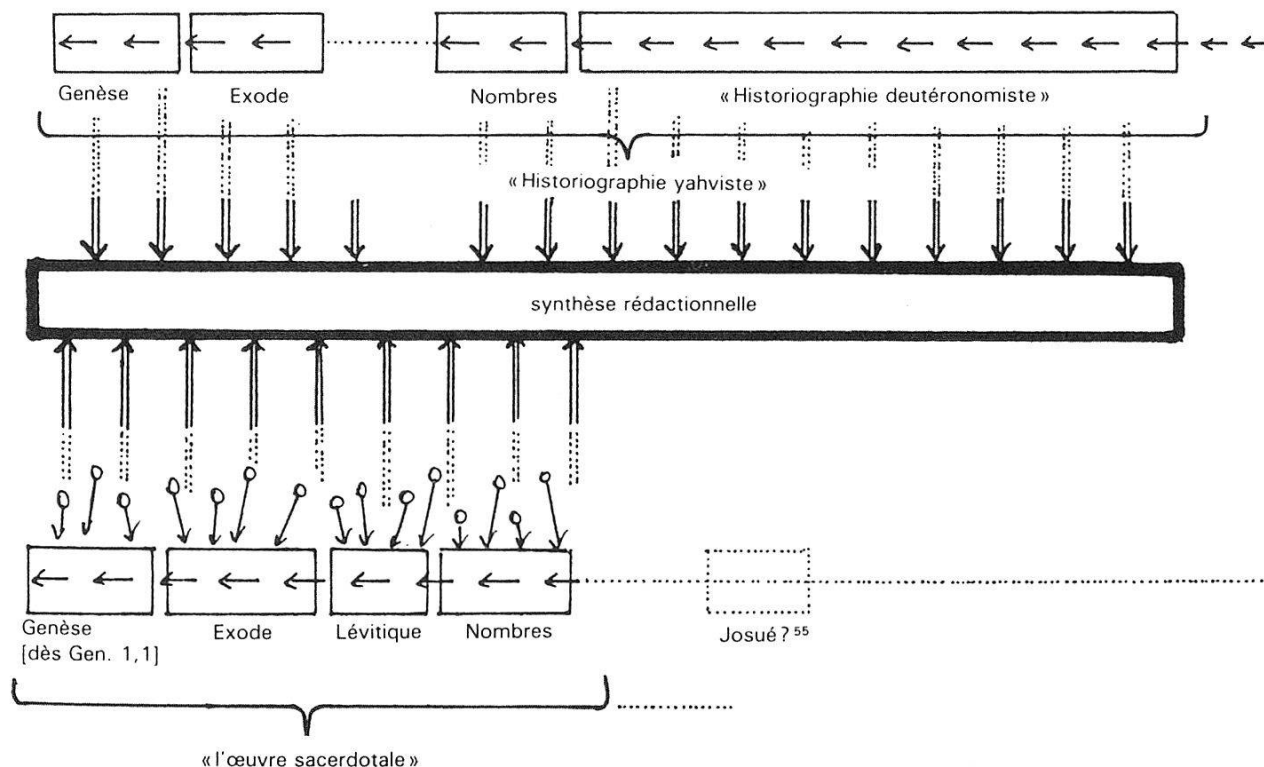 Genèse Exode Nombres «Historiographie deutéronomiste»
«Historiographie yahviste»
synthèse rédactionnelle
Genèse Exode Lévitique Nombres Josué? 55
[dès Gen. 1,1]
«l'œuvre sacerdotale»